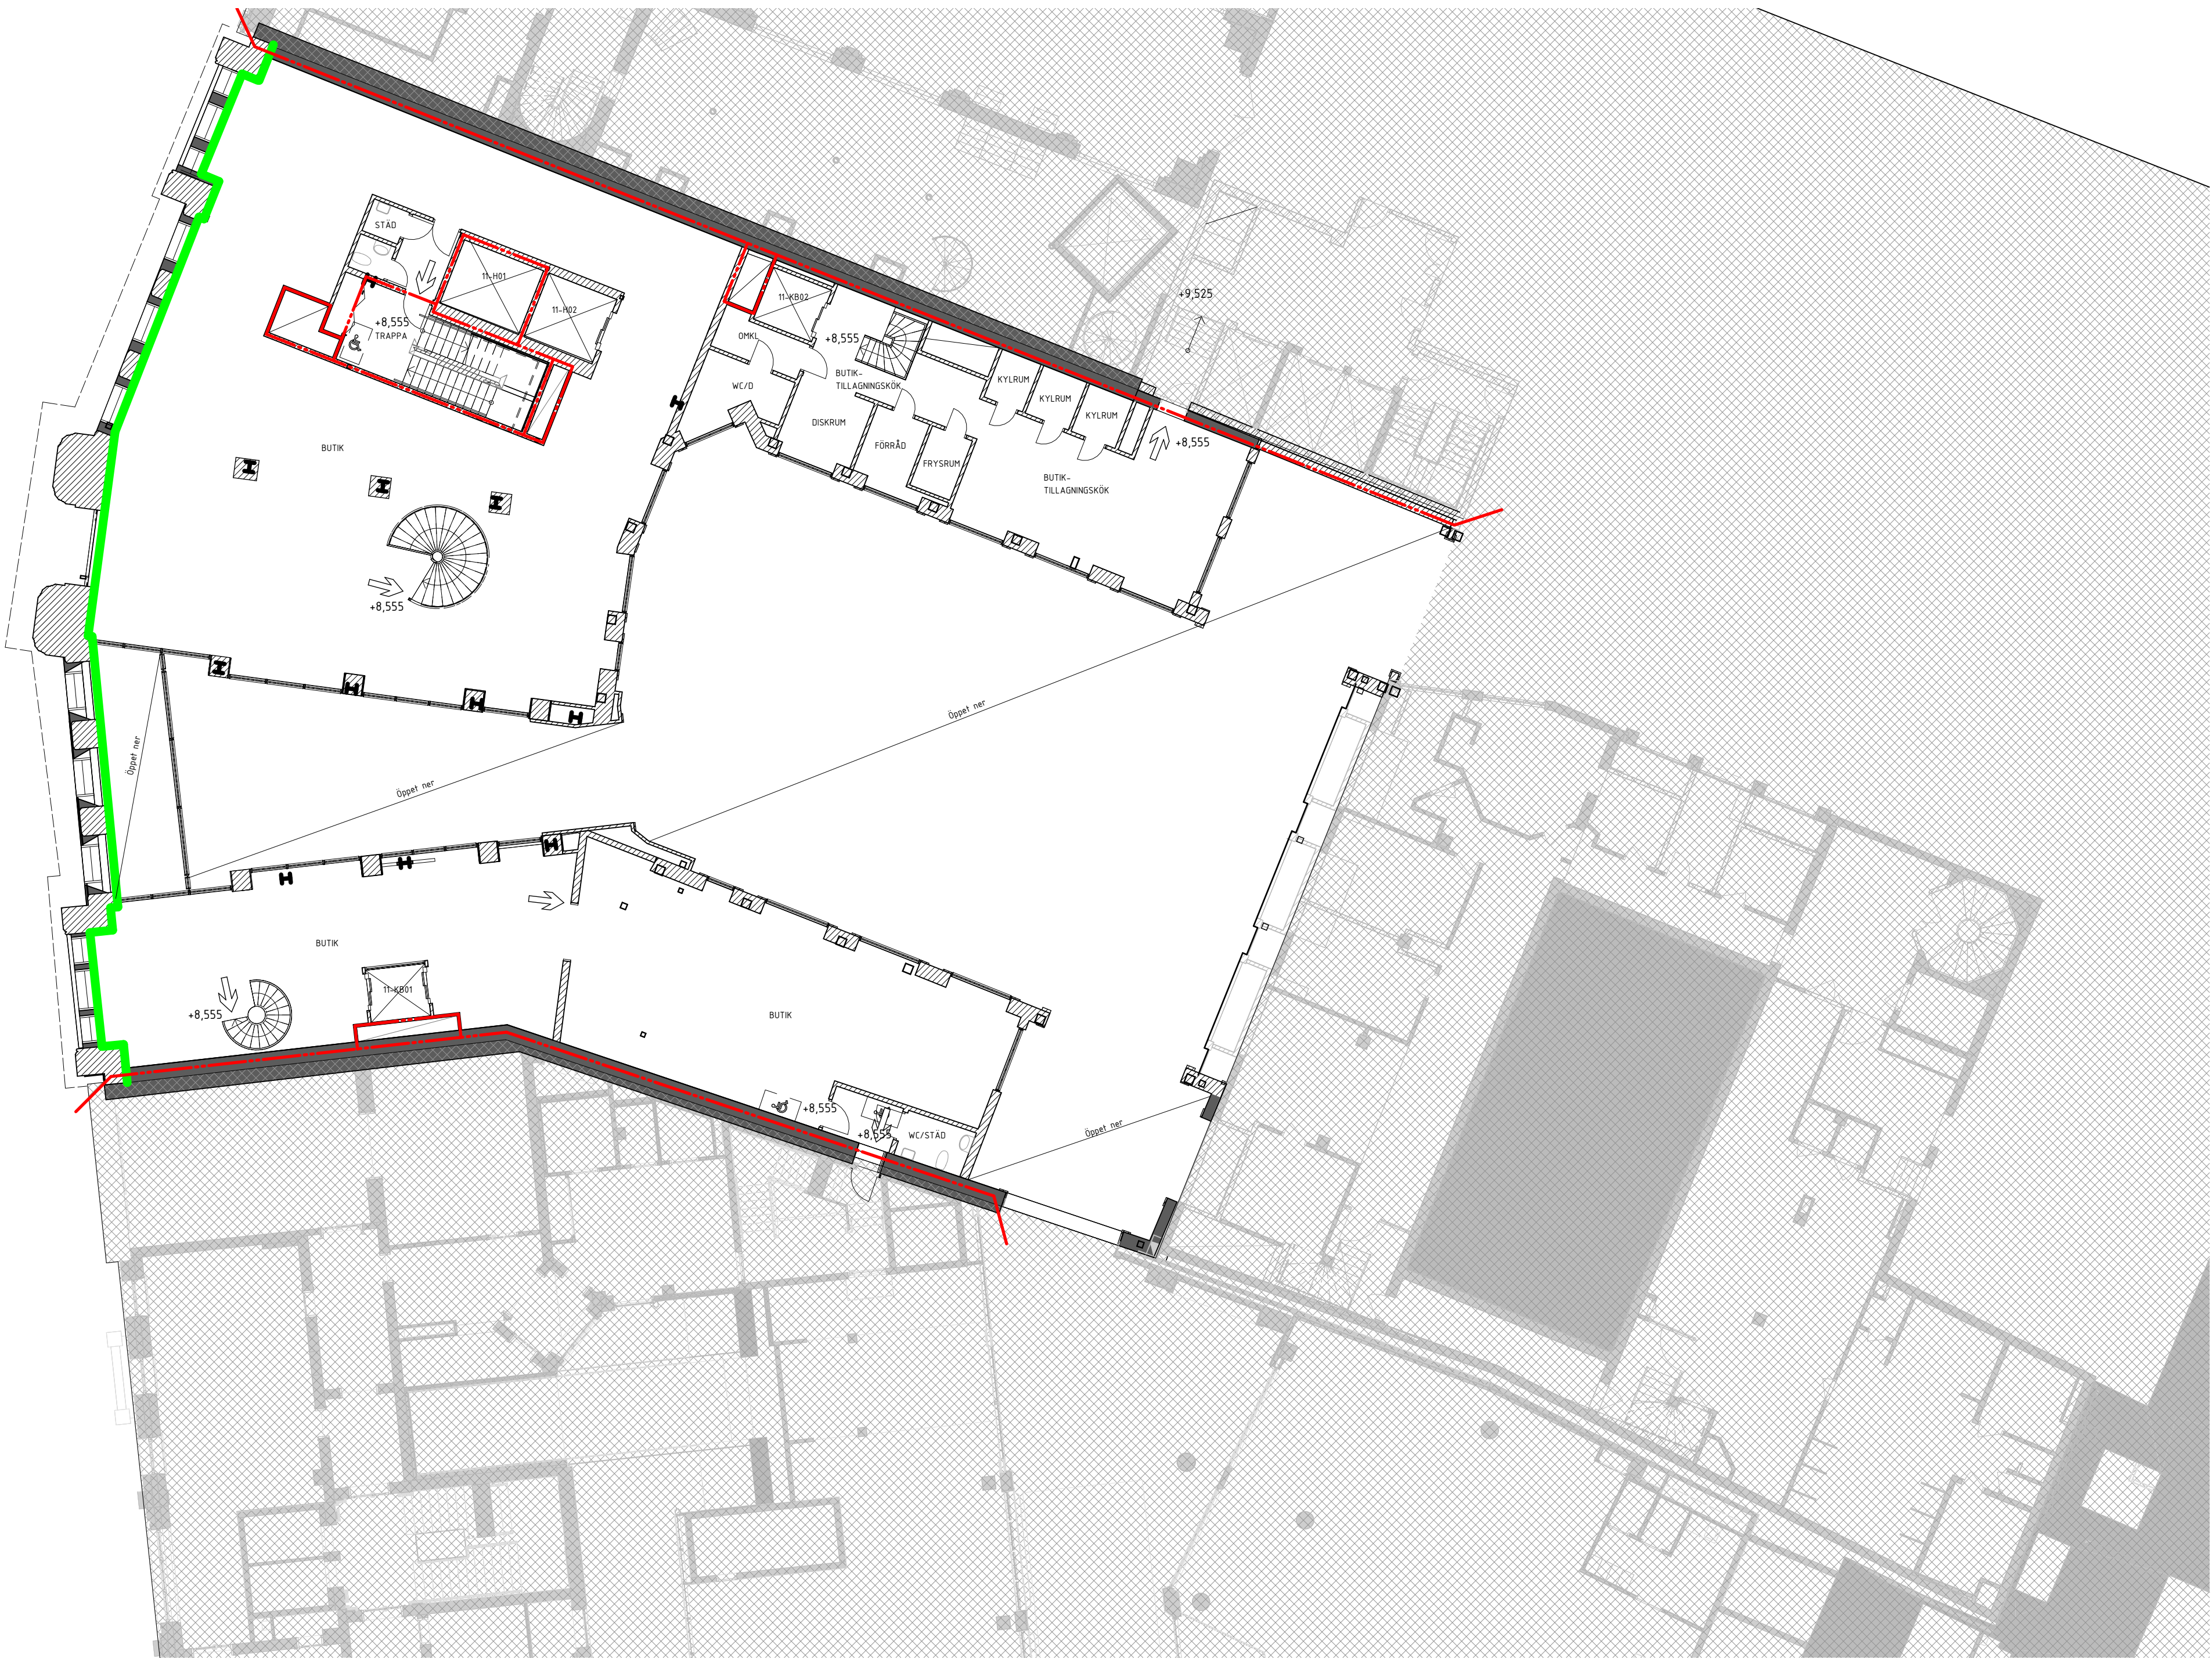 STÄD
11-H01
11-H02
+8,555
TRAPPA
BUTIK
+8,555
11-KB02
OMKL
+8,555
WC/D
BUTIK-
TILLAGNINGSKÖK
DISKRUM
FÖRRÅD
FRYSRUM
KYLRUM
KYLRUM
KYLRUM
+9,525
+8,555
BUTIK-
TILLAGNINGSKÖK
Öppet ner
Öppet ner
Öppet ner
BUTIK
11-KB01
+8,555
BUTIK
+8,555
+8,555
WC/STÄD
Öppet ner